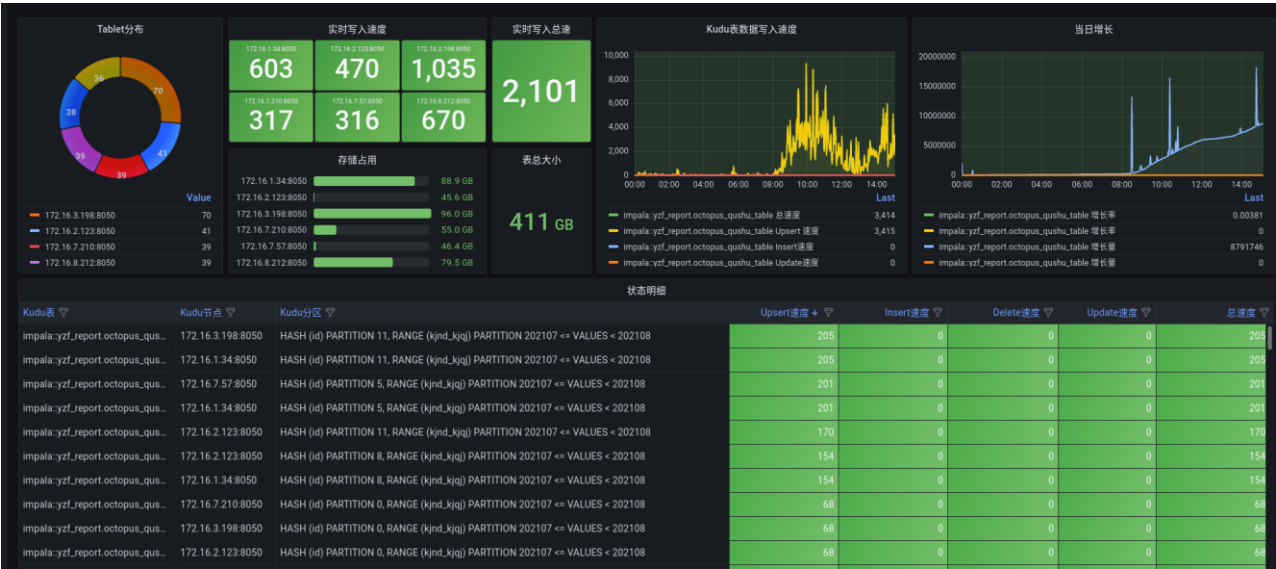 Tablet分布
36
70
38
41
39
39
Value
172.16.3.198:8050 70
172.16.2.123:8050 41
172.16.7.210:8050 39
172.16.8.212:8050 39
实时写入速度
172.16.1.34:8050 172.16.2.123:8050 172.16.3.198:8050
603 470 1,035
172.16.7.210:8050 172.16.7.57:8050 172.16.8.212:8050
317 316 670
存储占用
172.16.1.34:8050 88.9 GB
172.16.2.123:8050 45.6 GB
172.16.3.198:8050 96.0 GB
172.16.7.210:8050 55.0 GB
172.16.7.57:8050 46.4 GB
172.16.8.212:8050 79.5 GB
实时写入总速
2,101
表总大小
411 GB
Kudu表数据写入速度
10,000
8,000
6,000
4,000
2,000
0
00:00 02:00 04:00 06:00 08:00 10:00 12:00 14:00
Last
impala::yzf_report.octopus_qushu_table 总速度 3,414
impala::yzf_report.octopus_qushu_table Upsert 速度 3,415
impala::yzf_report.octopus_qushu_table Insert速度 0
impala::yzf_report.octopus_qushu_table Update速度 0
当日增长
20000000
15000000
10000000
5000000
0
00:00 02:00 04:00 06:00 08:00 10:00 12:00 14:00
Last
impala::yzf_report.octopus_qushu_table 增长率 0.00381
impala::yzf_report.octopus_qushu_table 增长率 0
impala::yzf_report.octopus_qushu_table 增长量 8791746
impala::yzf_report.octopus_qushu_table 增长量 0
状态明细
Kudu表 Kudu节点 Kudu分区 Upsert速度 Insert速度 Delete速度 Update速度 总速度
impala::yzf_report.octopus_qus... 172.16.3.198:8050 HASH (id) PARTITION 11, RANGE (kjnd_kjqj) PARTITION 202107 <= VALUES < 202108 205 0 0 0 205
impala::yzf_report.octopus_qus... 172.16.1.34:8050 HASH (id) PARTITION 11, RANGE (kjnd_kjqj) PARTITION 202107 <= VALUES < 202108 205 0 0 0 205
impala::yzf_report.octopus_qus... 172.16.7.57:8050 HASH (id) PARTITION 5, RANGE (kjnd_kjqj) PARTITION 202107 <= VALUES < 202108 201 0 0 0 201
impala::yzf_report.octopus_qus... 172.16.1.34:8050 HASH (id) PARTITION 5, RANGE (kjnd_kjqj) PARTITION 202107 <= VALUES < 202108 201 0 0 0 201
impala::yzf_report.octopus_qus... 172.16.2.123:8050 HASH (id) PARTITION 11, RANGE (kjnd_kjqj) PARTITION 202107 <= VALUES < 202108 170 0 0 0 170
impala::yzf_report.octopus_qus... 172.16.2.123:8050 HASH (id) PARTITION 8, RANGE (kjnd_kjqj) PARTITION 202107 <= VALUES < 202108 154 0 0 0 154
impala::yzf_report.octopus_qus... 172.16.1.34:8050 HASH (id) PARTITION 8, RANGE (kjnd_kjqj) PARTITION 202107 <= VALUES < 202108 154 0 0 0 154
impala::yzf_report.octopus_qus... 172.16.7.210:8050 HASH (id) PARTITION 0, RANGE (kjnd_kjqj) PARTITION 202107 <= VALUES < 202108 68 0 0 0 68
impala::yzf_report.octopus_qus... 172.16.3.198:8050 HASH (id) PARTITION 0, RANGE (kjnd_kjqj) PARTITION 202107 <= VALUES < 202108 68 0 0 0 68
impala::yzf_report.octopus_qus... 172.16.2.123:8050 HASH (id) PARTITION 0, RANGE (kjnd_kjqj) PARTITION 202107 <= VALUES < 202108 68 0 0 0 68